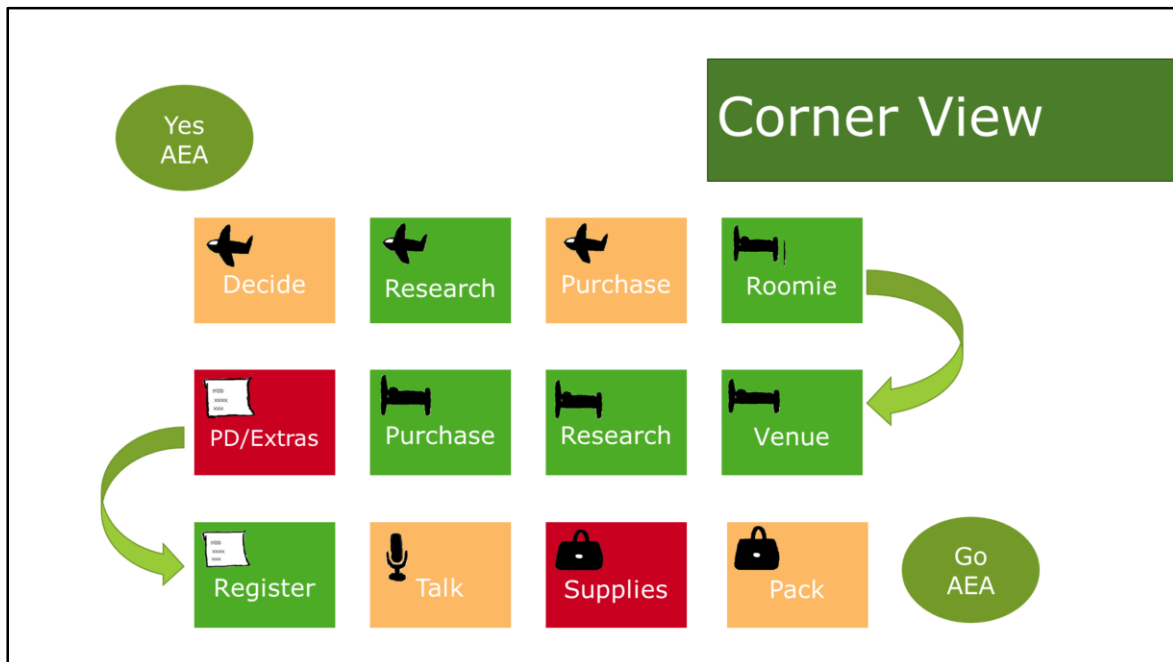 Corner View
Yes
AEA
Decide
Research
Purchase
Roomie
PD/Extras
Purchase
Research
Venue
Register
Talk
Supplies
Pack
Go
AEA